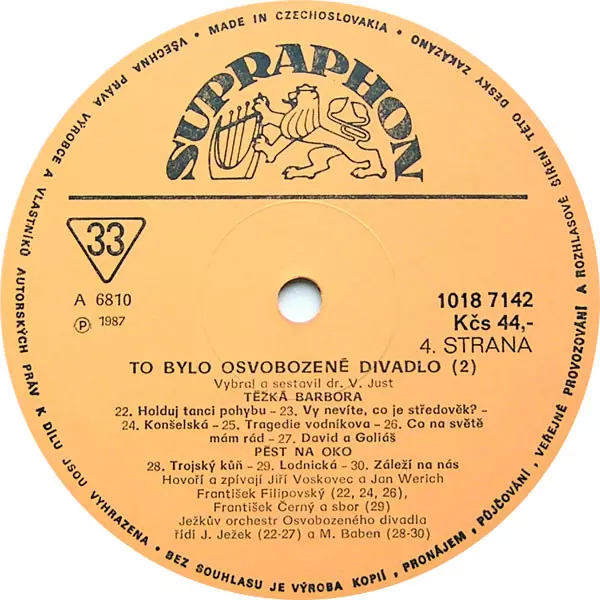 VŠECHNA PRÁVA VÝROBCE A VLASTNÍKŮ AUTORSKÝCH PRÁV K DÍLU JSOU VYHRAZENA • BEZ SOUHLASU JE VÝROBA KOPIÍ, PRONÁJEM, PŮJČOVÁNÍ, VEŘEJNÉ PROVOZOVÁNÍ A ROZHLASOVÉ ŠÍŘENÍ TÉTO DESKY ZAKÁZÁNO • MADE IN CZECHOSLOVAKIA •
SUPRAPHON
33
A 6810
Ⓟ 1987
1018 7142
Kčs 44,-
4. STRANA
TO BYLO OSVOBOZENÉ DIVADLO (2)
Vybral a sestavil dr. V. Just
TĚŽKÁ BARBORA
22. Holduj tanci pohybu - 23. Vy nevíte, co je středověk? -
24. Konšelská - 25. Tragedie vodníkova - 26. Co na světě
mám rád - 27. David a Goliáš
PĚST NA OKO
28. Trojský kůň - 29. Lodnická - 30. Záleží na nás
Hovoří a zpívají Jiří Voskovec a Jan Werich
František Filipovský (22, 24, 26),
František Černý a sbor (29)
Ježkův orchestr Osvobozeného divadla
řídí J. Ježek (22-27) a M. Baben (28-30)